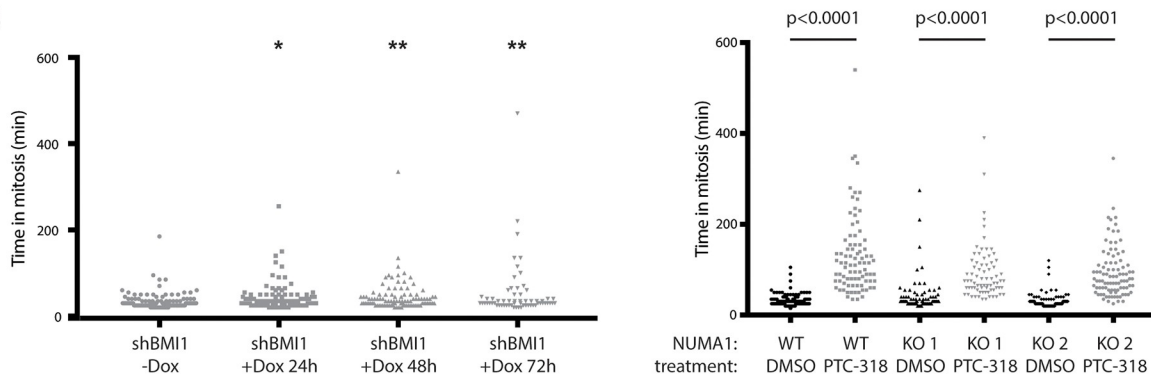 Time in mitosis (min)
600
400
200
0
* ** **
shBMI1 shBMI1 shBMI1 shBMI1
-Dox +Dox 24h +Dox 48h +Dox 72h
p<0.0001 p<0.0001 p<0.0001
Time in mitosis (min)
600
400
200
0
NUMA1: WT WT KO 1 KO 1 KO 2 KO 2
treatment: DMSO PTC-318 DMSO PTC-318 DMSO PTC-318